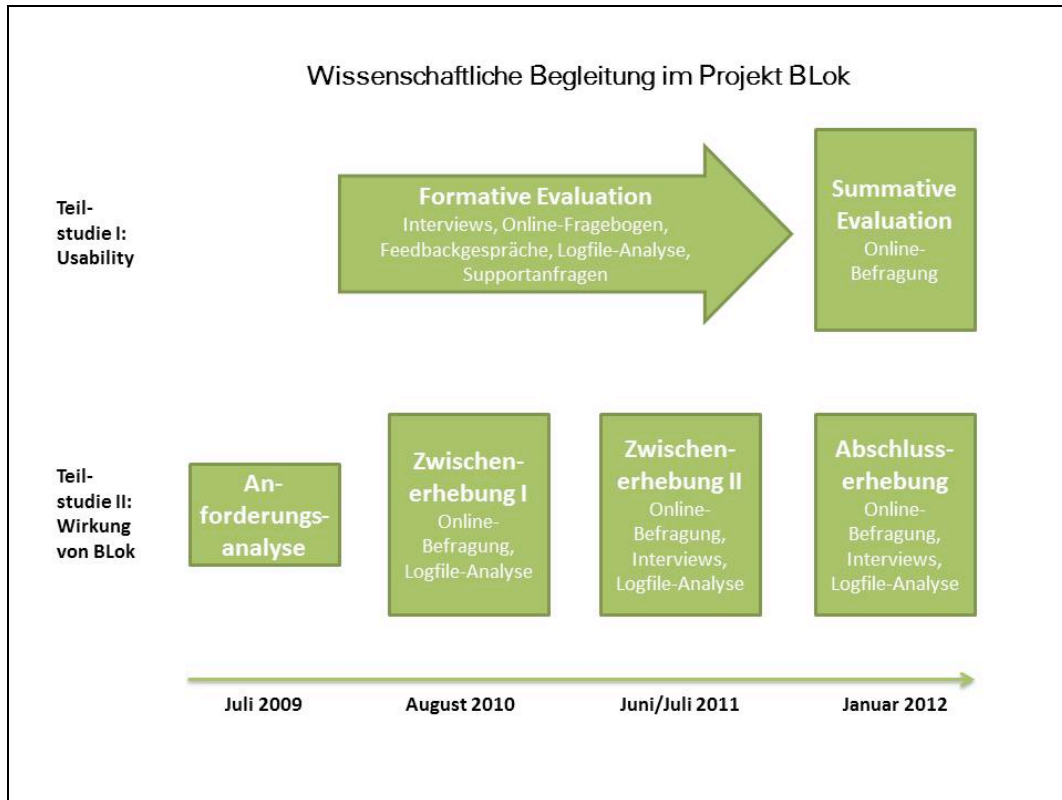 Wissenschaftliche Begleitung im Projekt BLok
Teil-
studie I:
Usability
Formative Evaluation
Interviews, Online-Fragebogen,
Feedbackgespräche, Logfile-Analyse,
Supportanfragen
Summative
Evaluation
Online-
Befragung
Teil-
studie II:
Wirkung
von BLok
An-
forderungs-
analyse
Zwischen-
erhebung I
Online-
Befragung,
Logfile-Analyse
Zwischen-
erhebung II
Online-
Befragung,
Interviews,
Logfile-Analyse
Abschluss-
erhebung
Online-
Befragung,
Interviews,
Logfile-Analyse
Juli 2009
August 2010
Juni/Juli 2011
Januar 2012